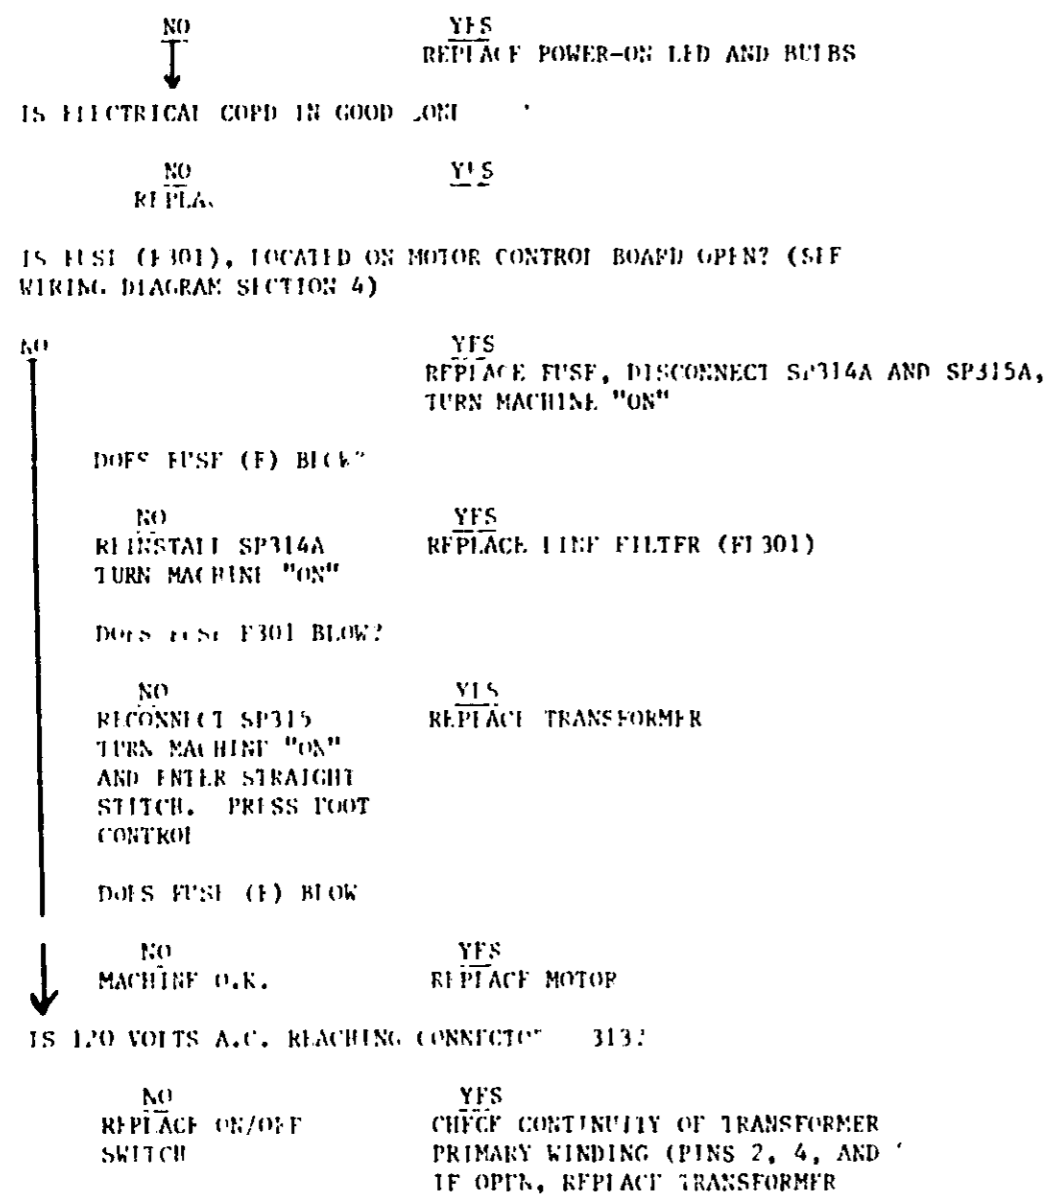 NO YES
REPLACE POWER-ON LED AND BULBS
IS ELECTRICAL CORD IN GOOD
NO YES
IS FUSE (F301), LOCATED ON MOTOR CONTROL BOARD OPEN? (SEE
WIRING DIAGRAM SECTION 4)
NO YES
REPLACE FUSE, DISCONNECT SP314A AND SP315A,
TURN MACHINE "ON"
DOES FUSE (F) BLOW?
NO YES
REINSTALL SP314A REPLACE LINE FILTER (FL301)
TURN MACHINE "ON"
DOES FUSE F301 BLOW?
NO YES
RECONNECT SP315 REPLACE TRANSFORMER
TURN MACHINE "ON"
AND ENTER STRAIGHT
STITCH. PRESS FOOT
CONTROL
DOES FUSE (F) BLOW
NO YES
MACHINE O.K. REPLACE MOTOR
IS 120 VOLTS A.C. REACHING CONNECTOR 313?
NO YES
REPLACE ON/OFF CHECK CONTINUITY OF TRANSFORMER
SWITCH PRIMARY WINDING (PINS 2, 4, AND
IF OPEN, REPLACE TRANSFORMER